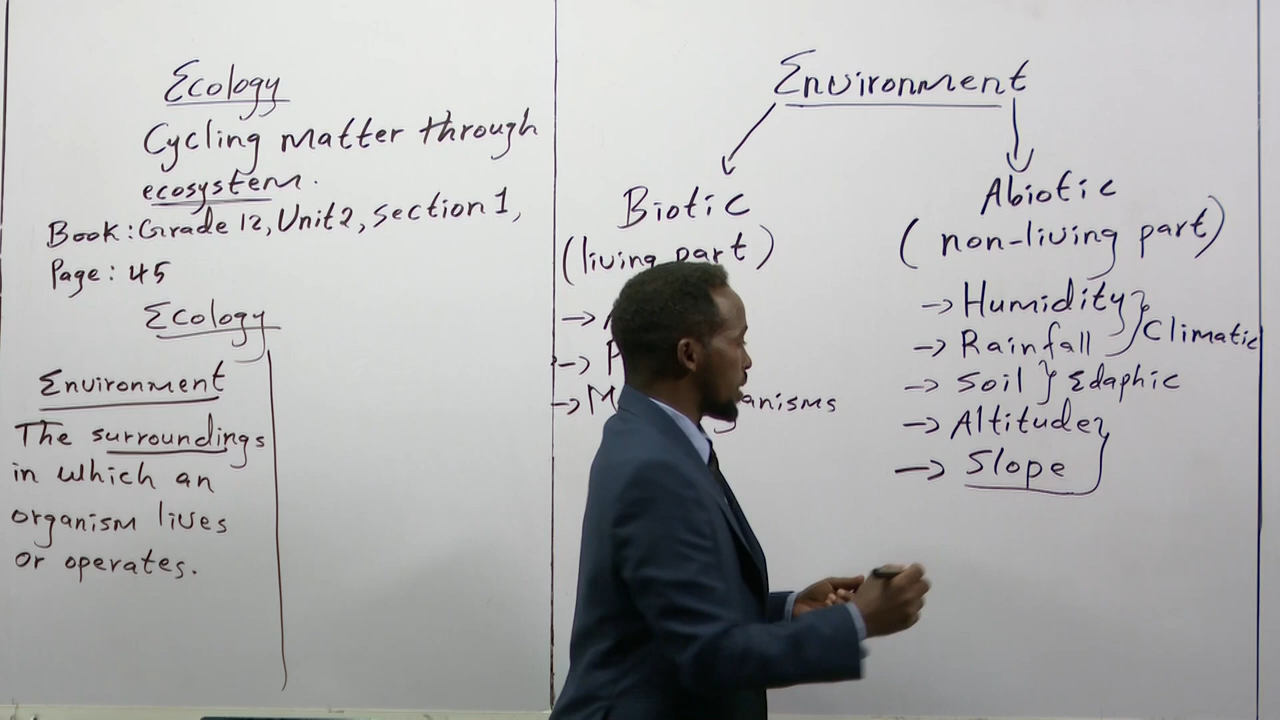 Ecology
Cycling matter through
ecosystem.
Book: Grade 12, Unit 2, Section 1,
Page: 45
Ecology
Environment
The surroundings
in which an
organism lives
or operates.
Environment
Biotic
(living part)
→
→
→
Abiotic
(non-living part)
→ Humidity
→ Rainfall } Climatic
→ Soil } Edaphic
→ Altitude
→ Slope